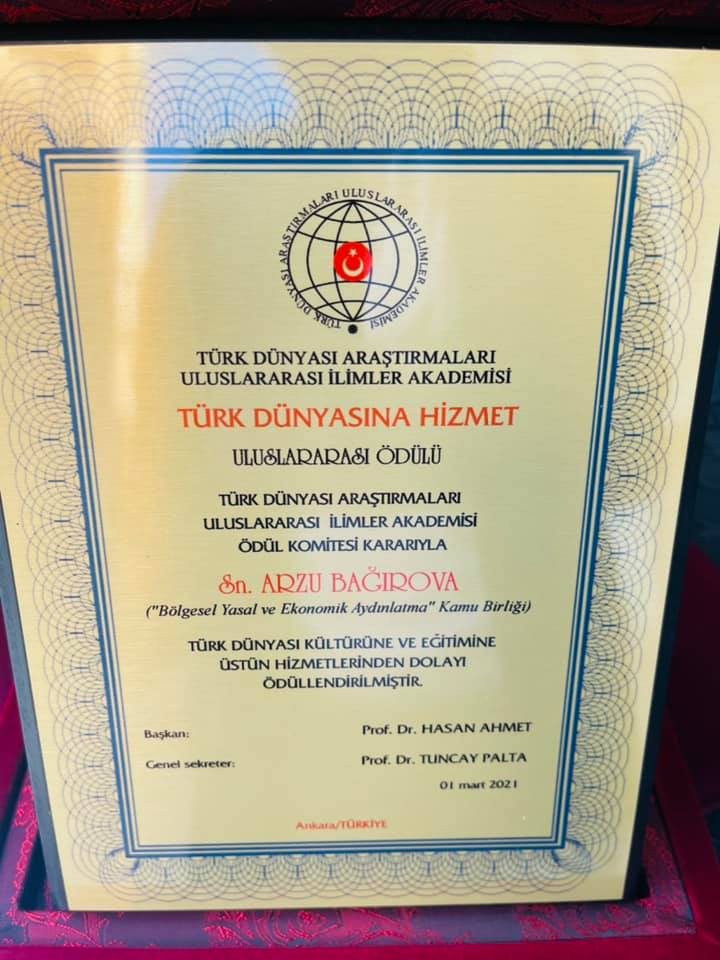 TÜRK DÜNYASI ARAŞTIRMALARI ULUSLARARASI İLİMLER AKADEMİSİ
TÜRK DÜNYASI ARAŞTIRMALARI
ULUSLARARASI İLİMLER AKADEMİSİ
TÜRK DÜNYASINA HİZMET
ULUSLARARASI ÖDÜLÜ
TÜRK DÜNYASI ARAŞTIRMALARI
ULUSLARARASI İLİMLER AKADEMİSİ
ÖDÜL KOMİTESİ KARARIYLA
Sn. ARZU BAĞIROVA
("Bölgesel Yasal ve Ekonomik Aydınlatma" Kamu Birliği)
TÜRK DÜNYASI KÜLTÜRÜNE VE EĞİTİMİNE
ÜSTÜN HİZMETLERİNDEN DOLAYI
ÖDÜLLENDİRİLMİŞTİR.
Başkan: Prof. Dr. HASAN AHMET
Genel sekreter: Prof. Dr. TUNCAY PALTA
01 mart 2021
Ankara/TÜRKİYE